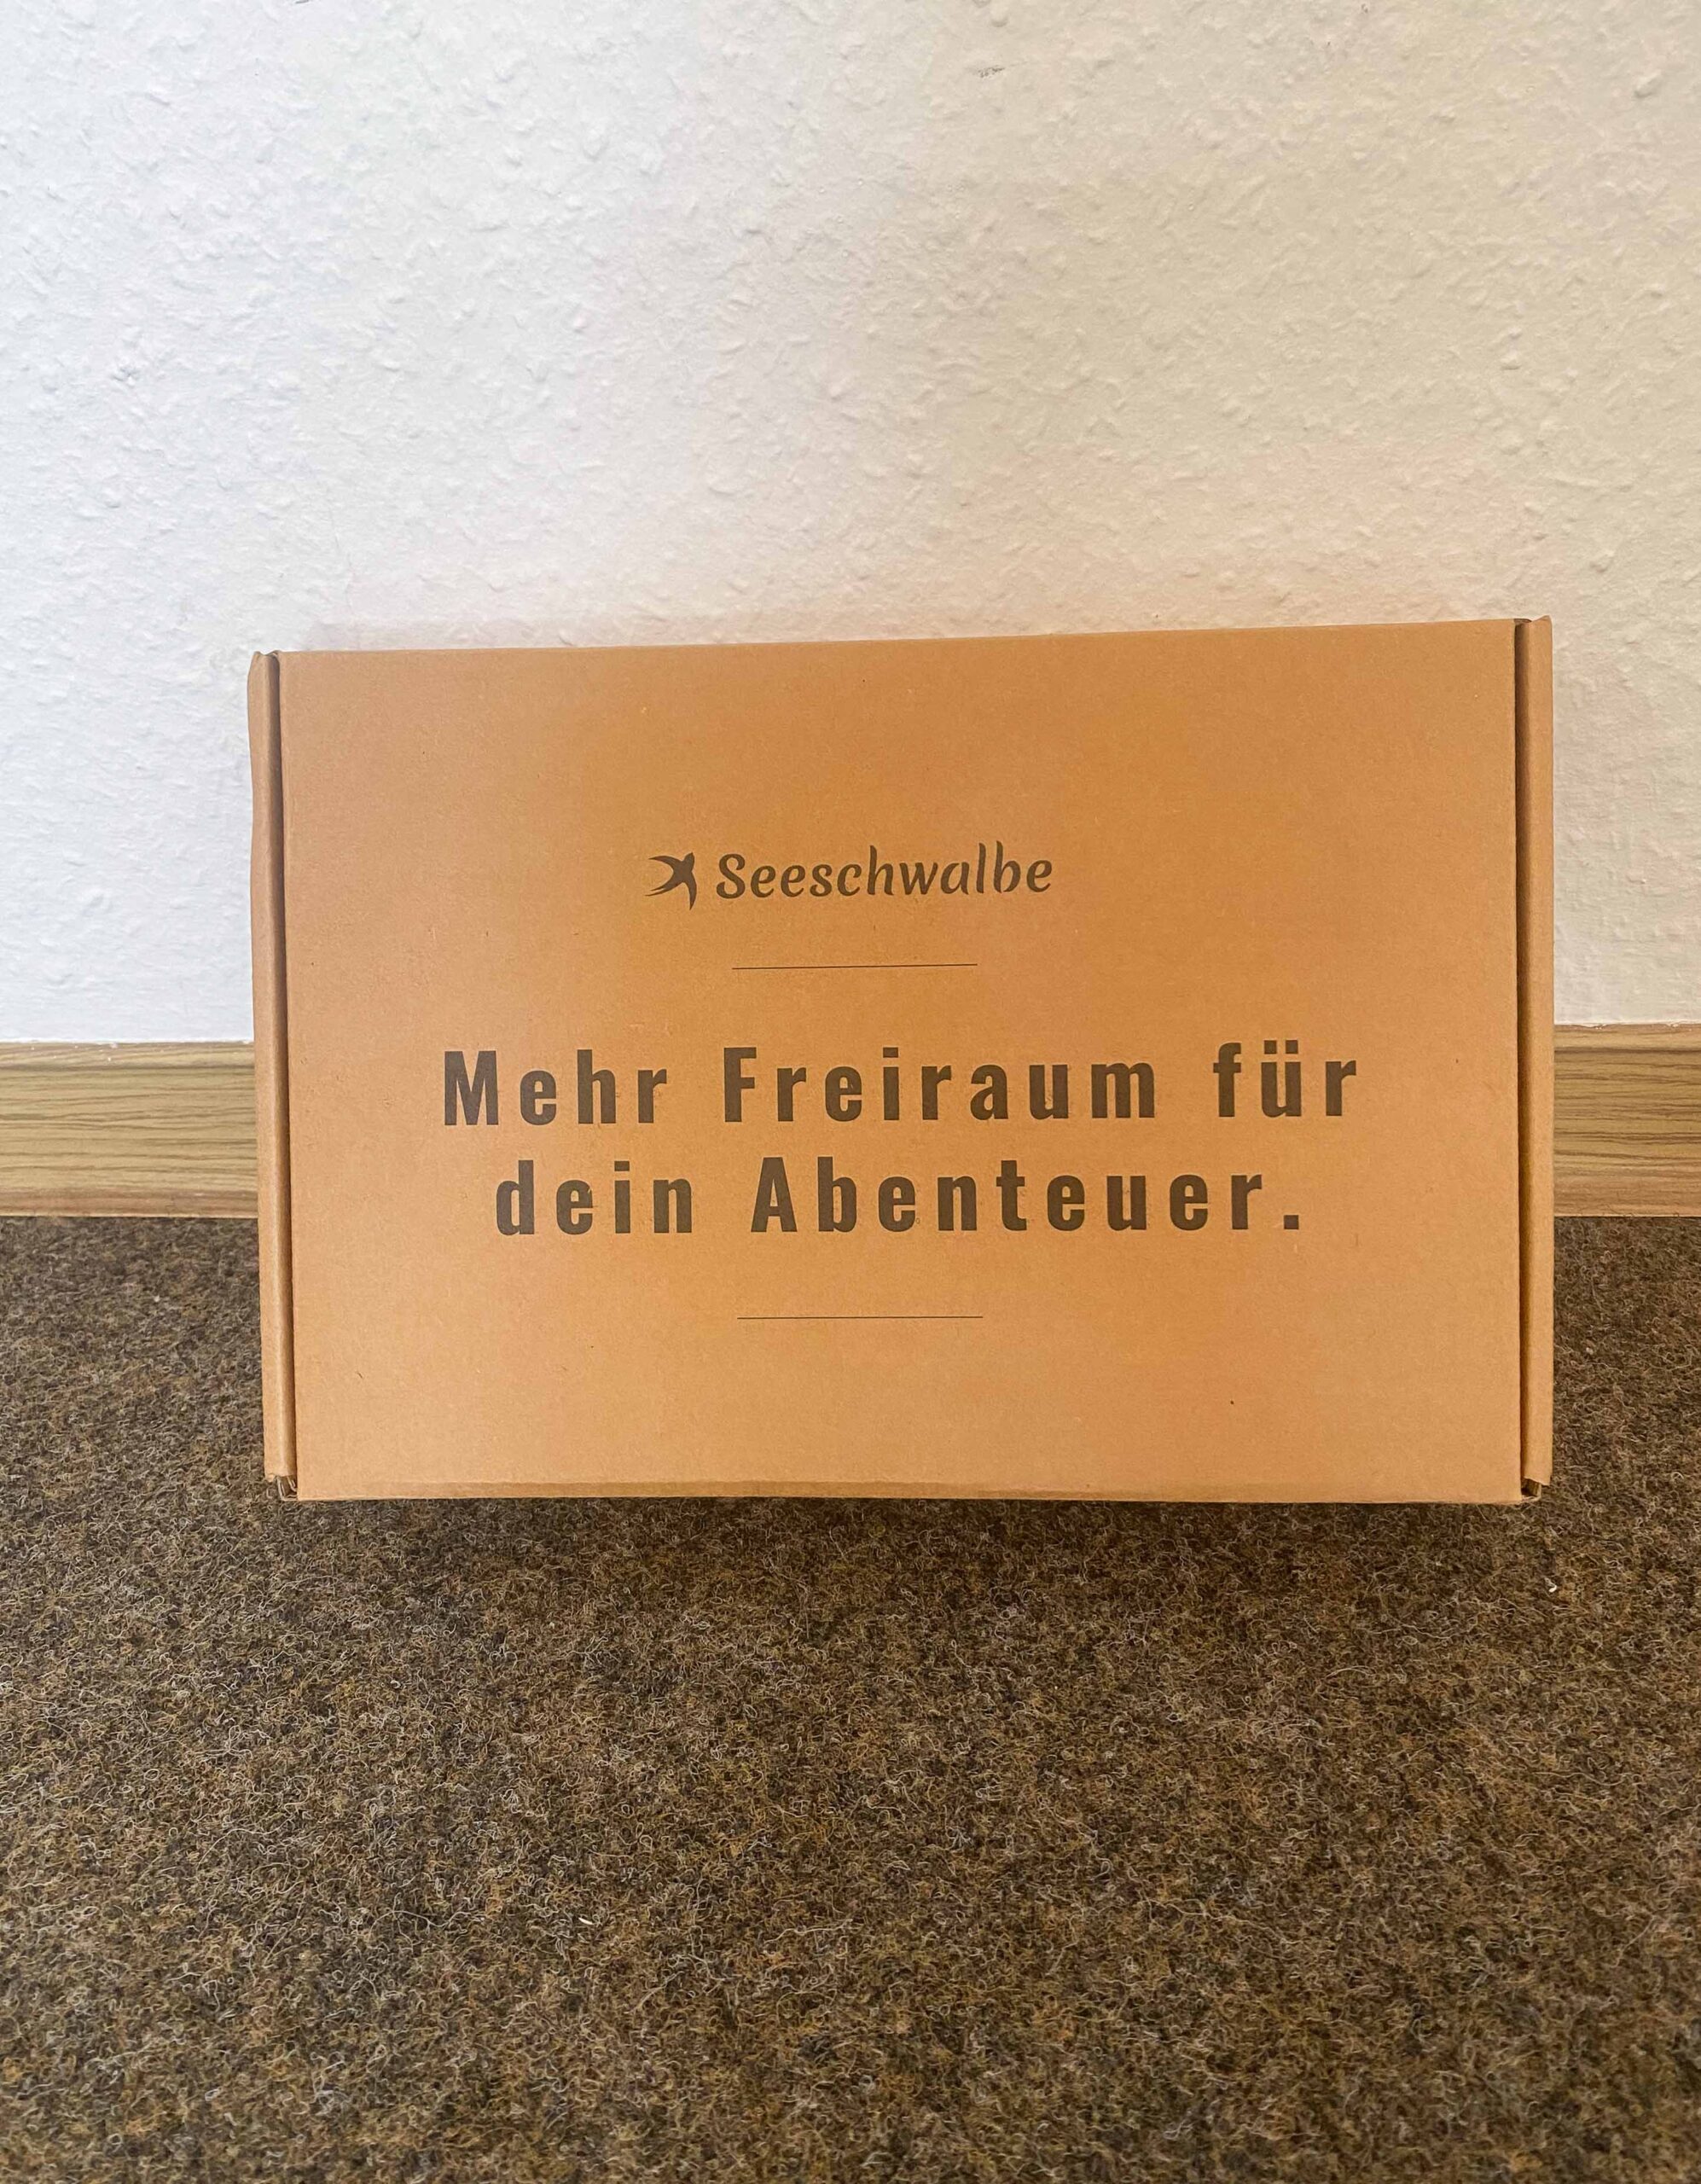 Seeschwalbe
Mehr Freiraum für
dein Abenteuer.